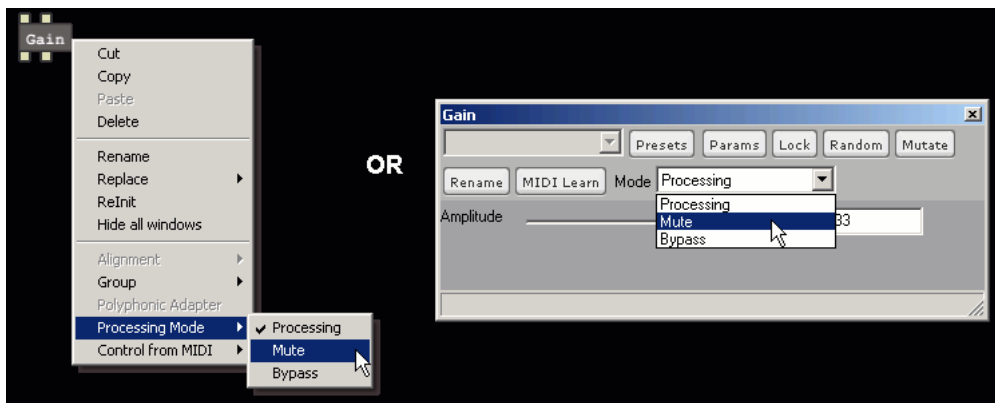 Gain
Cut
Copy
Paste
Delete
Rename
Replace
ReInit
Hide all windows
Alignment
Group
Polyphonic Adapter
Processing Mode
Control from MIDI
Processing
Mute
Bypass
OR
Gain
Presets Params Lock Random Mutate
Rename MIDI Learn Mode Processing
Processing
Amplitude Mute 33
Bypass